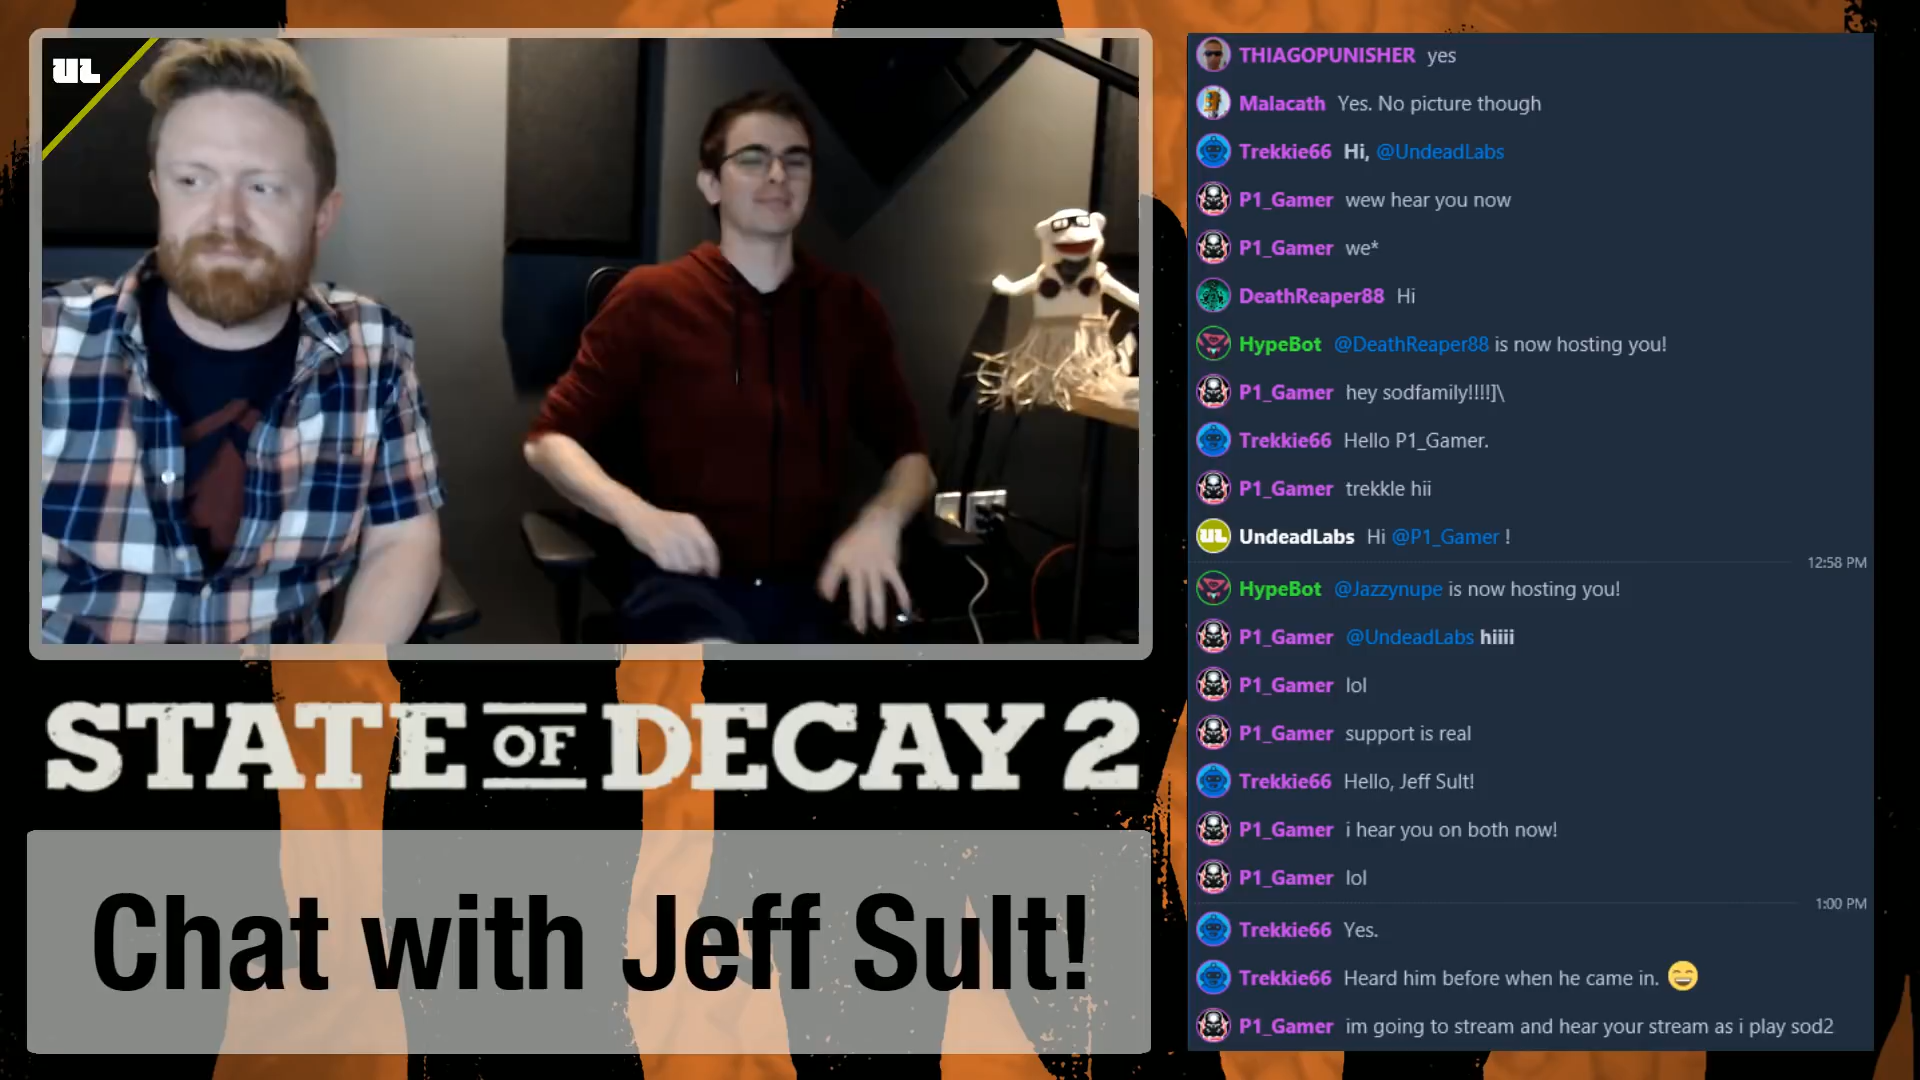 UL
STATE OF DECAY 2
Chat with Jeff Sult!
THIAGOPUNISHER yes
Malacath Yes. No picture though
Trekkie66 Hi, @UndeadLabs
P1_Gamer wew hear you now
P1_Gamer we*
DeathReaper88 Hi
HypeBot @DeathReaper88 is now hosting you!
P1_Gamer hey sodfamily!!!!]\
Trekkie66 Hello P1_Gamer.
P1_Gamer trekkle hii
UL UndeadLabs Hi @P1_Gamer !
12:58 PM
HypeBot @Jazzynupe is now hosting you!
P1_Gamer @UndeadLabs hiiii
P1_Gamer lol
P1_Gamer support is real
Trekkie66 Hello, Jeff Sult!
P1_Gamer i hear you on both now!
P1_Gamer lol
1:00 PM
Trekkie66 Yes.
Trekkie66 Heard him before when he came in. 😄
P1_Gamer im going to stream and hear your stream as i play sod2